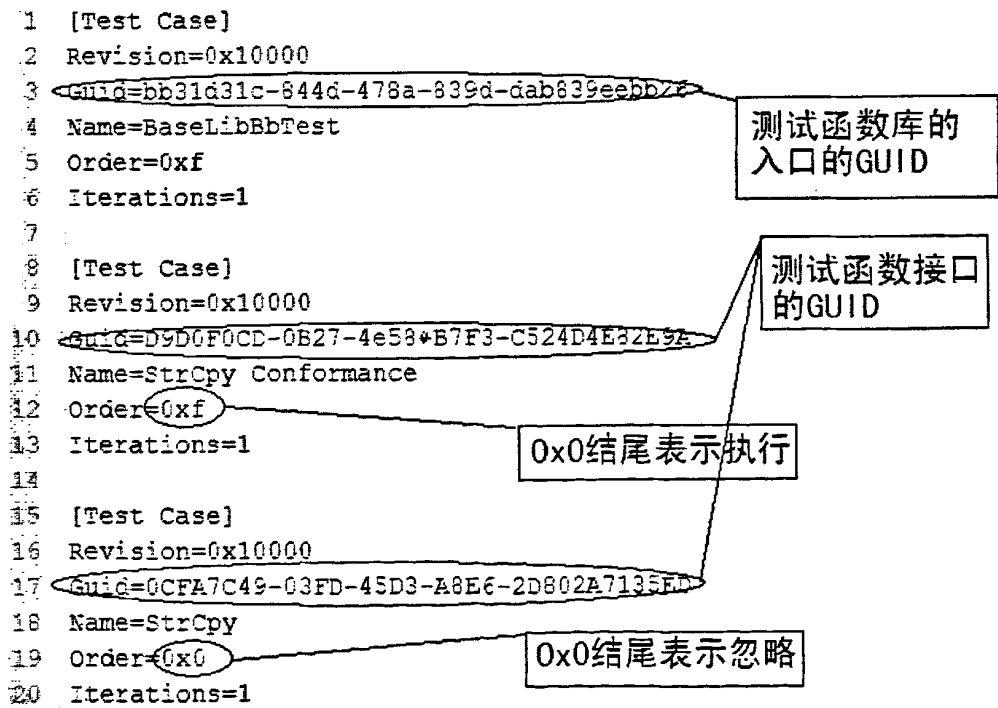 1 [Test Case]
2 Revision=0x10000
3 Guid=bb31d31c-844d-478a-839d-dab839eebb26
4 Name=BaseLibBbTest
5 Order=0xf
6 Iterations=1
7
8 [Test Case]
9 Revision=0x10000
10 Guid=D9D0F0CD-0B27-4e58-B7F3-C524D4E82E9A
11 Name=StrCpy Conformance
12 Order=0xf
13 Iterations=1
14
15 [Test Case]
16 Revision=0x10000
17 Guid=0CFA7C49-03FD-45D3-A8E6-2D802A7135ED
18 Name=StrCpy
19 Order=0x0
20 Iterations=1
测试函数库的
入口的GUID
测试函数接口
的GUID
0x0结尾表示执行
0x0结尾表示忽略